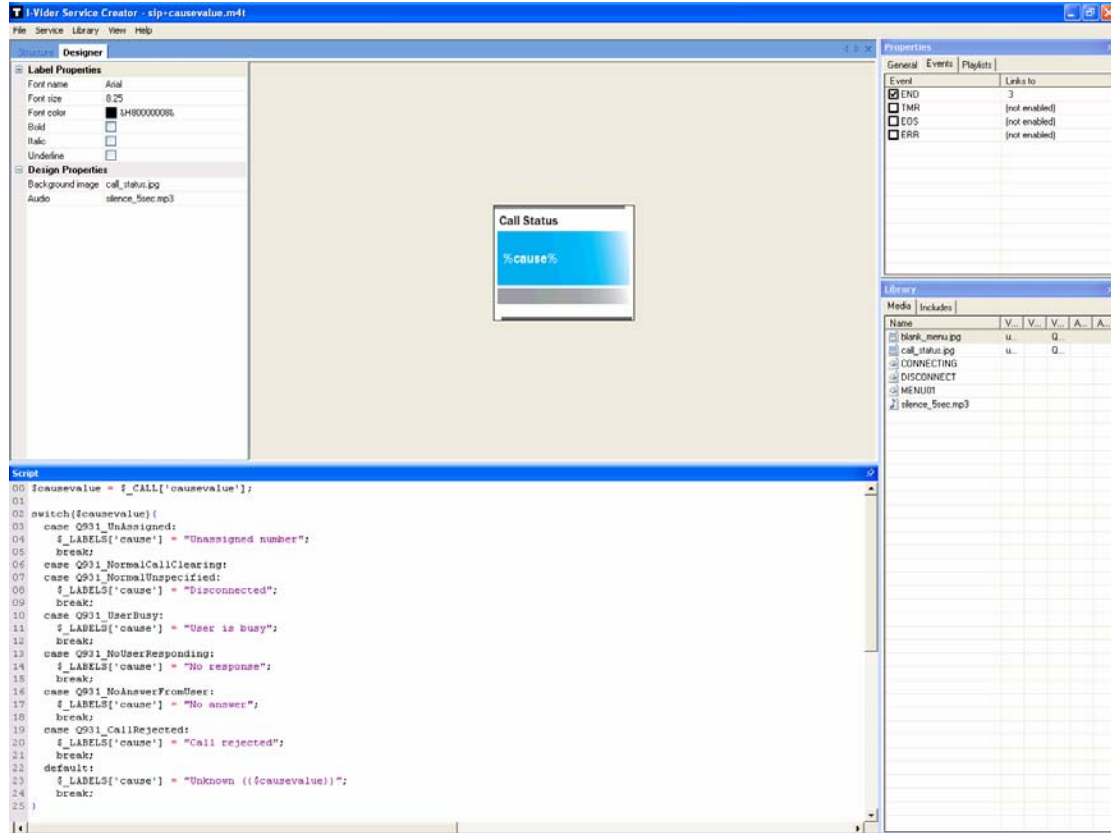 I-Vider Service Creator - sip+causevalue.m4t
File Service Library View Help
Structure Designer
Label Properties
Font name Arial
Font size 8.25
Font color &H80000008&
Bold
Italic
Underline
Design Properties
Background image call_status.jpg
Audio silence_5sec.mp3
Call Status
%cause%
Properties
General Events Playlists
Event Links to
END 3
TMR (not enabled)
EOS (not enabled)
ERR (not enabled)
Library
Media Includes
Name V... V... V... A... A...
blank_menu.jpg u... Q...
call_status.jpg u... Q...
CONNECTING
DISCONNECT
MENU01
silence_5sec.mp3
Script
00 $causevalue = $_CALL['causevalue'];
01
02 switch($causevalue){
03 case Q931_UnAssigned:
04 $_LABELS['cause'] = "Unassigned number";
05 break;
06 case Q931_NormalCallClearing:
07 case Q931_NormalUnspecified:
08 $_LABELS['cause'] = "Disconnected";
09 break;
10 case Q931_UserBusy:
11 $_LABELS['cause'] = "User is busy";
12 break;
13 case Q931_NoUserResponding:
14 $_LABELS['cause'] = "No response";
15 break;
16 case Q931_NoAnswerFromUser:
17 $_LABELS['cause'] = "No answer";
18 break;
19 case Q931_CallRejected:
20 $_LABELS['cause'] = "Call rejected";
21 break;
22 default:
23 $_LABELS['cause'] = "Unknown ({$causevalue})";
24 break;
25 }